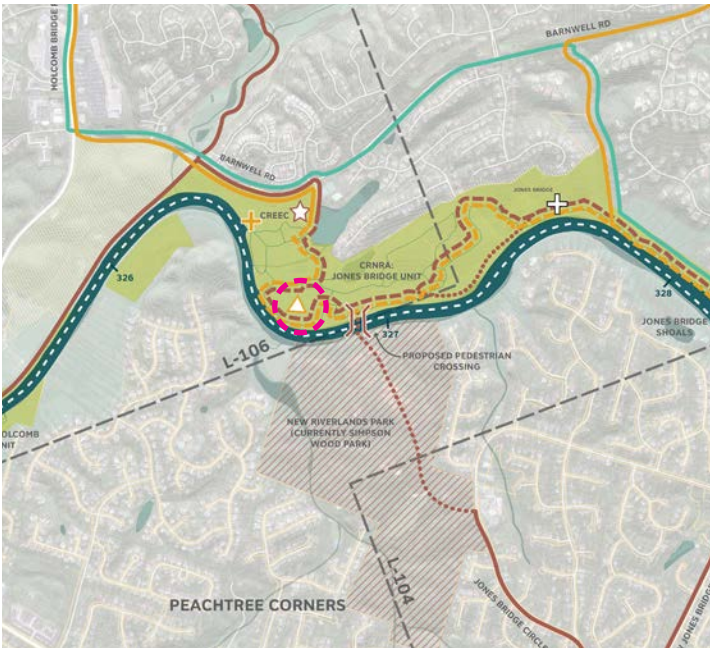 HOLCOMB BRIDGE
BARNWELL RD
BARNWELL RD
CREEC
JONES BRIDGE
CRNRA:
JONES BRIDGE UNIT
326
327
328
L-106
JONES BRIDGE
SHOALS
PROPOSED PEDESTRIAN
CROSSING
OLCOMB
NIT
NEW RIVERLANDS PARK
(CURRENTLY SIMPSON
WOOD PARK)
L-104
PEACHTREE CORNERS
JONES BRIDGE CIRCLE
JONES BRIDGE